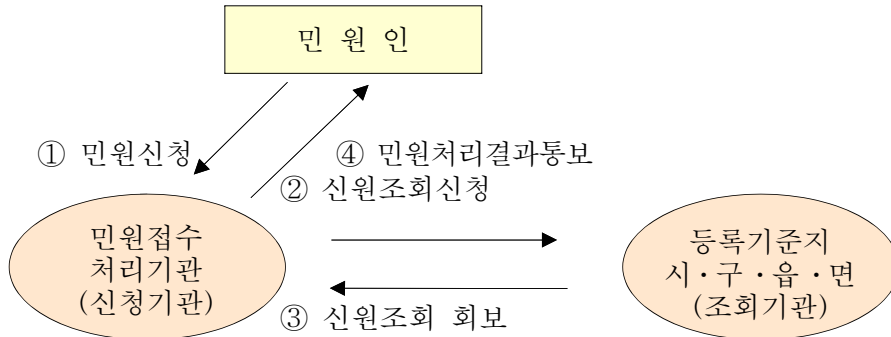 민 원 인
① 민원신청
④ 민원처리결과통보
② 신원조회신청
민원접수
처리기관
(신청기관)
등록기준지
시·구·읍·면
(조회기관)
③ 신원조회 회보